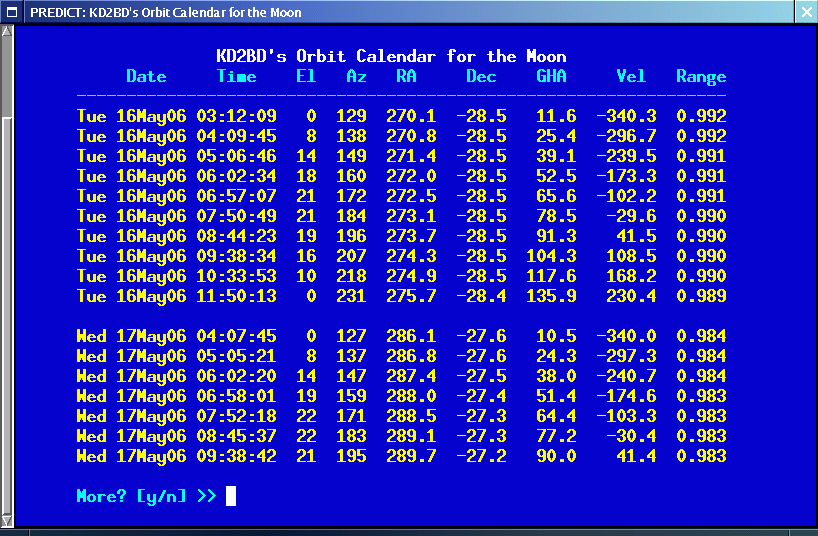 PREDICT: KD2BD's Orbit Calendar for the Moon
KD2BD's Orbit Calendar for the Moon
Date Time El Az RA Dec GHA Vel Range
Tue 16May06 03:12:09 0 129 270.1 -28.5 11.6 -340.3 0.992
Tue 16May06 04:09:45 8 138 270.8 -28.5 25.4 -296.7 0.992
Tue 16May06 05:06:46 14 149 271.4 -28.5 39.1 -239.5 0.991
Tue 16May06 06:02:34 18 160 272.0 -28.5 52.5 -173.3 0.991
Tue 16May06 06:57:07 21 172 272.5 -28.5 65.6 -102.2 0.991
Tue 16May06 07:50:49 21 184 273.1 -28.5 78.5 -29.6 0.990
Tue 16May06 08:44:23 19 196 273.7 -28.5 91.3 41.5 0.990
Tue 16May06 09:38:34 16 207 274.3 -28.5 104.3 108.5 0.990
Tue 16May06 10:33:53 10 218 274.9 -28.5 117.6 168.2 0.990
Tue 16May06 11:50:13 0 231 275.7 -28.4 135.9 230.4 0.989
Wed 17May06 04:07:45 0 127 286.1 -27.6 10.5 -340.0 0.984
Wed 17May06 05:05:21 8 137 286.8 -27.6 24.3 -297.3 0.984
Wed 17May06 06:02:20 14 147 287.4 -27.5 38.0 -240.7 0.984
Wed 17May06 06:58:01 19 159 288.0 -27.4 51.4 -174.6 0.983
Wed 17May06 07:52:18 22 171 288.5 -27.3 64.4 -103.3 0.983
Wed 17May06 08:45:37 22 183 289.1 -27.3 77.2 -30.4 0.983
Wed 17May06 09:38:42 21 195 289.7 -27.2 90.0 41.4 0.983
More? [y/n] >>